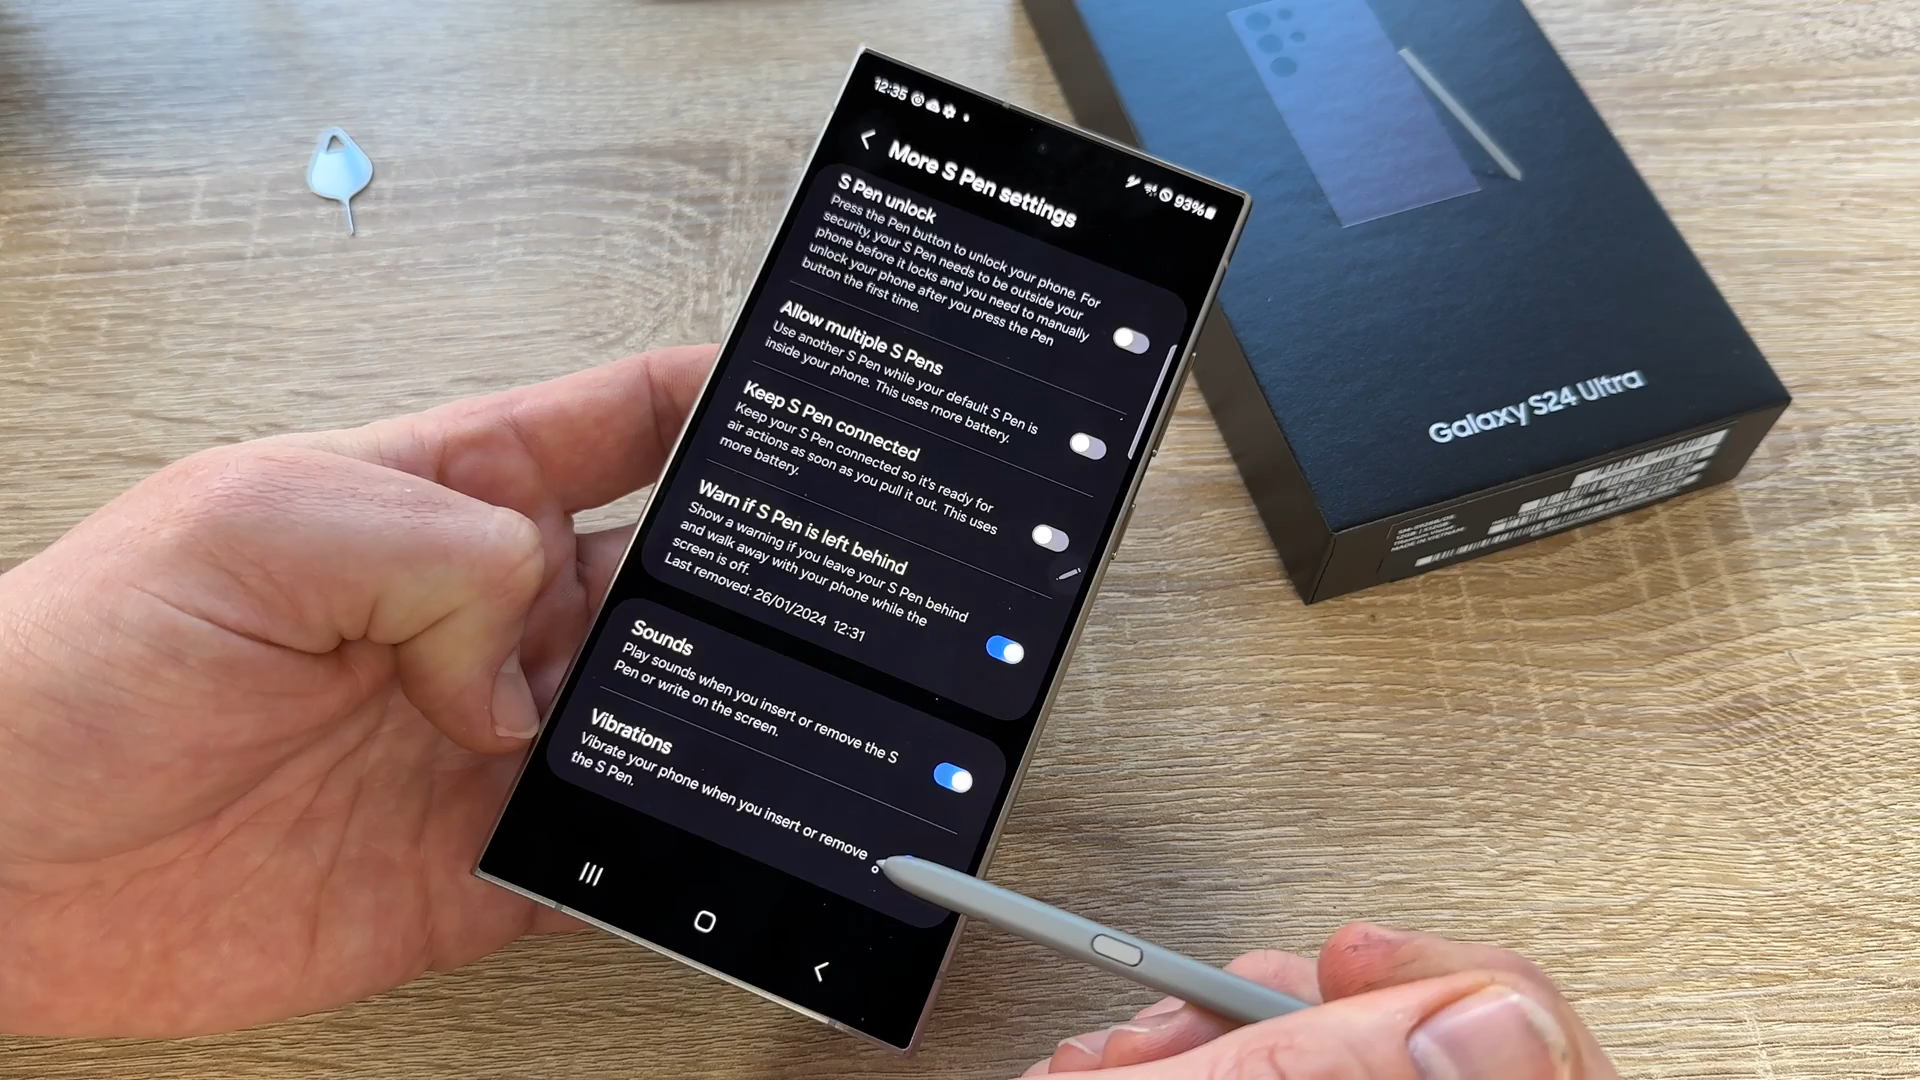 12:35
93%
More S Pen settings
S Pen unlock
Press the Pen button to unlock your phone. For
security, your S Pen needs to be outside your
phone before it locks and you need to manually
unlock your phone after you press the Pen
button the first time.
Allow multiple S Pens
Use another S Pen while your default S Pen is
inside your phone. This uses more battery.
Keep S Pen connected
Keep your S Pen connected so it's ready for
air actions as soon as you pull it out. This uses
more battery.
Warn if S Pen is left behind
Show a warning if you leave your S Pen behind
and walk away with your phone while the
screen is off.
Last removed: 26/01/2024 12:31
Sounds
Play sounds when you insert or remove the S
Pen or write on the screen.
Vibrations
Vibrate your phone when you insert or remove
the S Pen.
Galaxy S24 Ultra
MADE IN VIETNAM